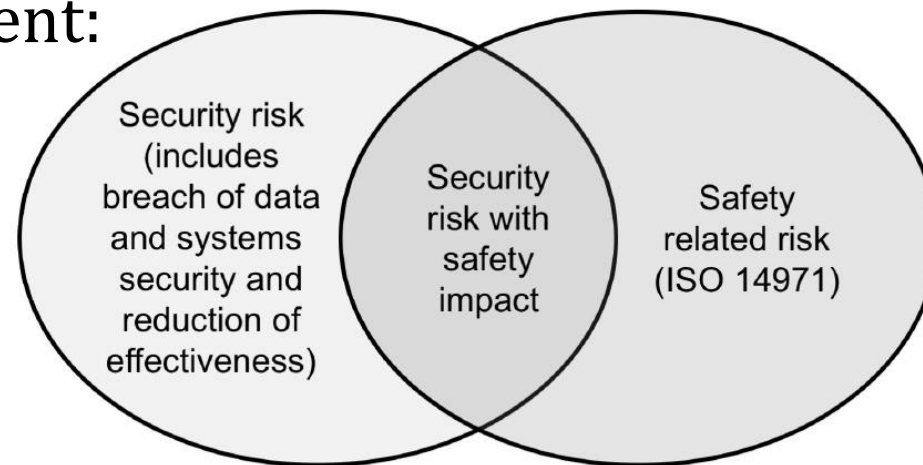 ent:
Security risk
(includes
breach of data
and systems
security and
reduction of
effectiveness)
Security
risk with
safety
impact
Safety
related risk
(ISO 14971)